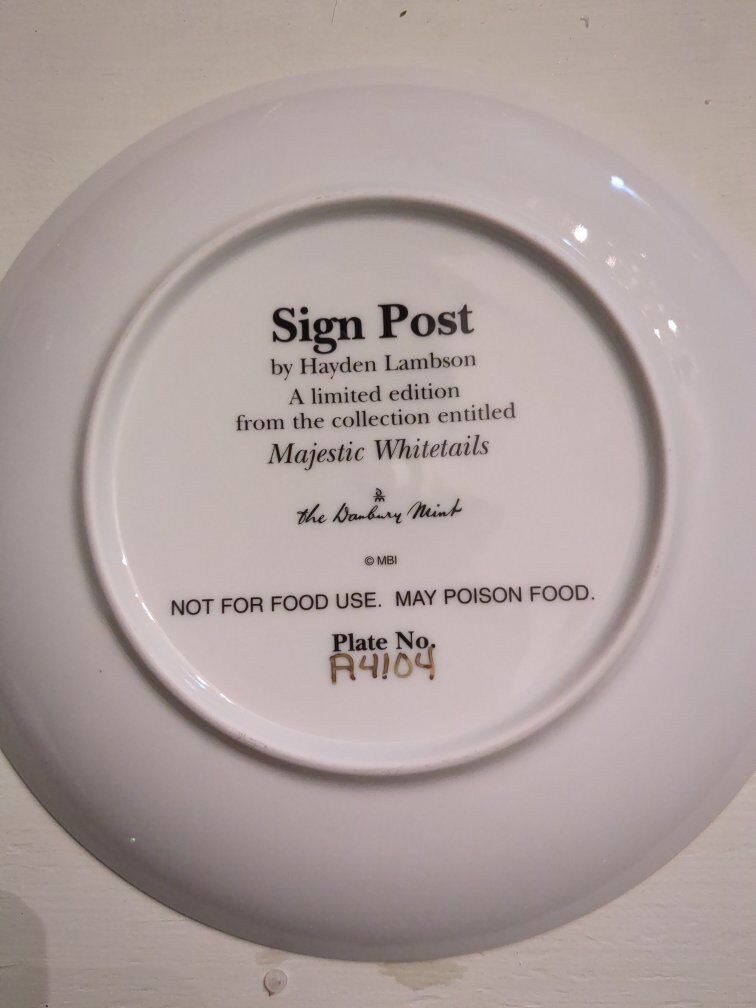 Sign Post
by Hayden Lambson
A limited edition
from the collection entitled
Majestic Whitetails
DM
the Danbury Mint
© MBI
NOT FOR FOOD USE. MAY POISON FOOD.
Plate No.
A4104